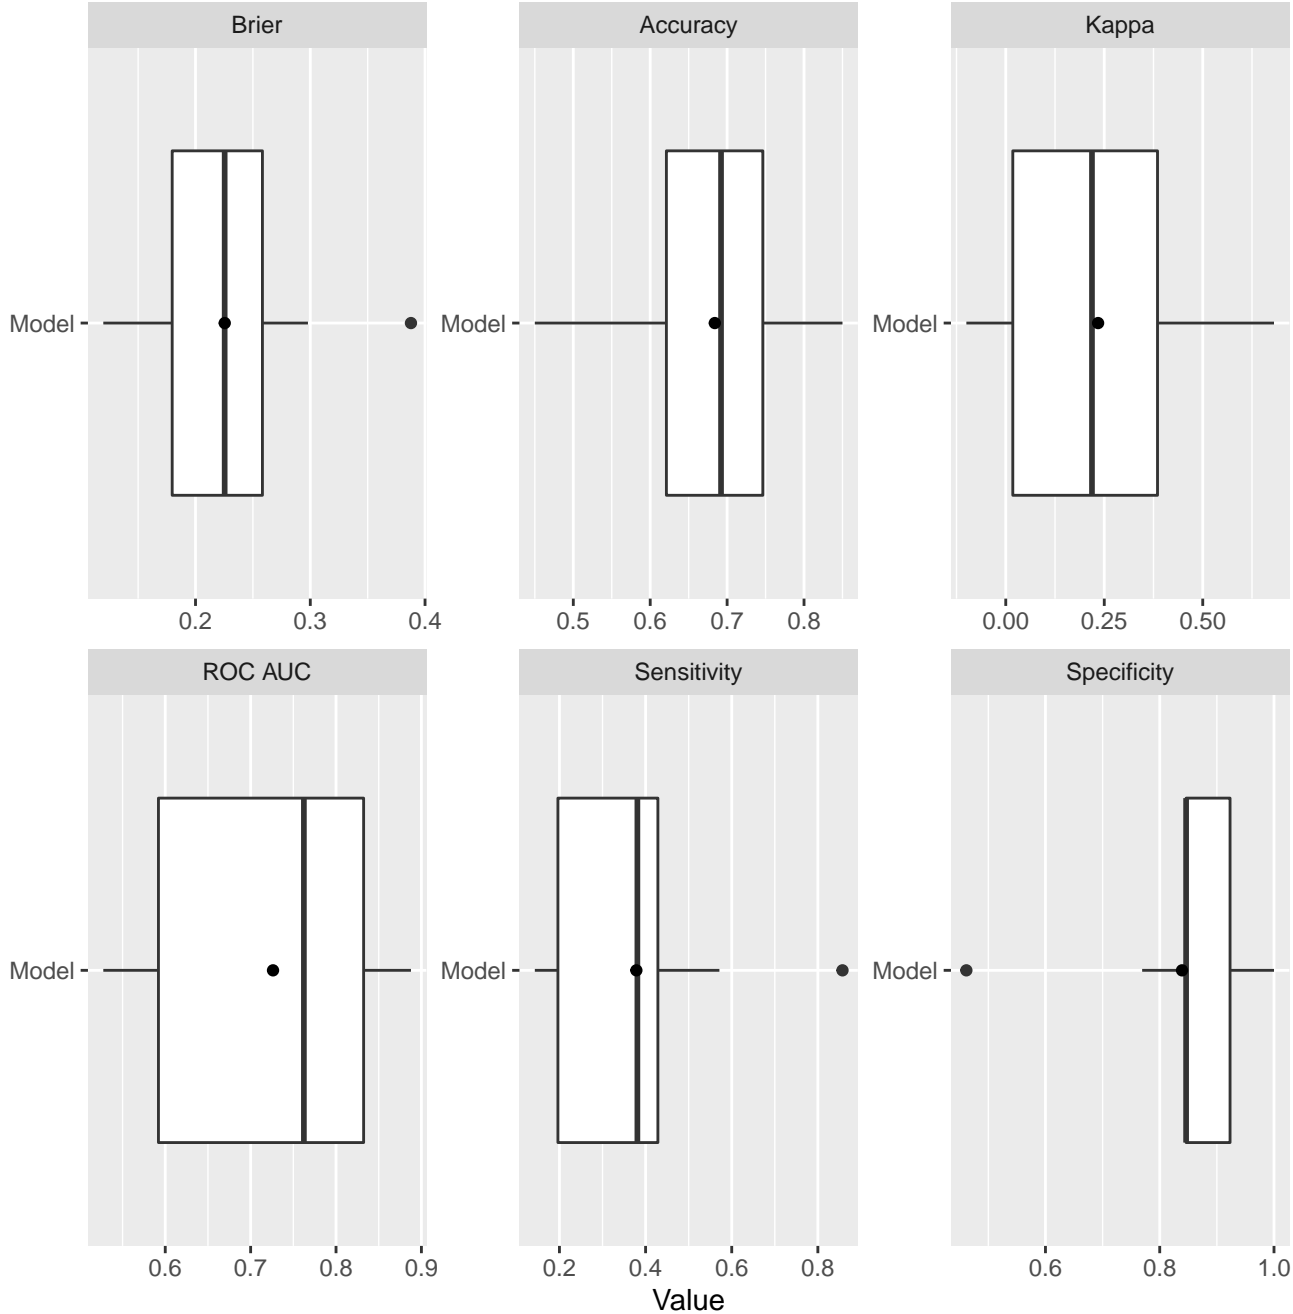 Brier Accuracy Kappa
Model Model Model
0.2 0.3 0.4 0.5 0.6 0.7 0.8 0.00 0.25 0.50
ROC AUC Sensitivity Specificity
Model Model Model
0.6 0.7 0.8 0.9 0.2 0.4 0.6 0.8 0.6 0.8 1.0
Value